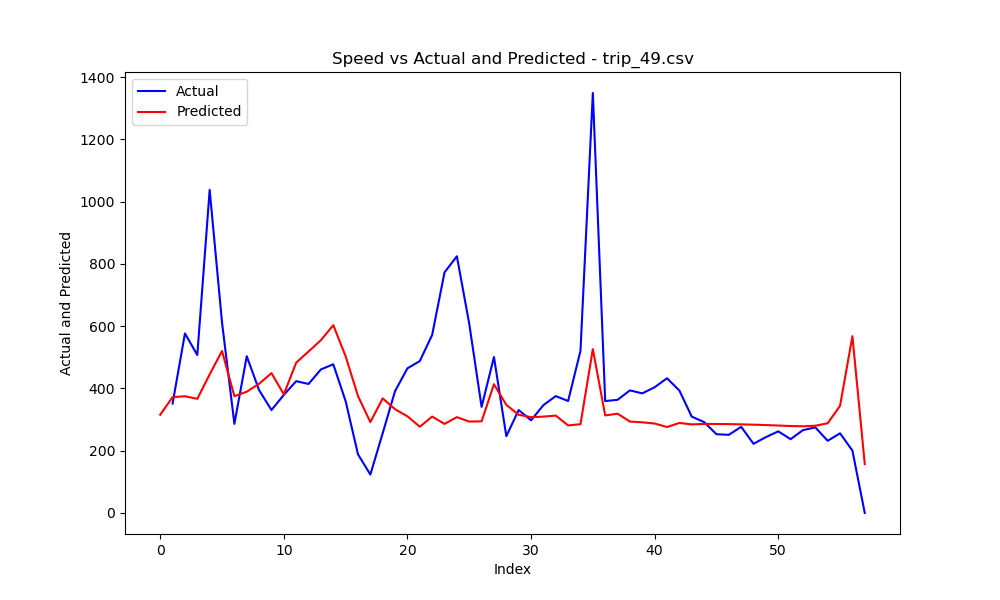 Speed vs Actual and Predicted - trip_49.csv
Actual
Predicted
Actual and Predicted
1400
1200
1000
800
600
400
200
0
0 10 20 30 40 50
Index